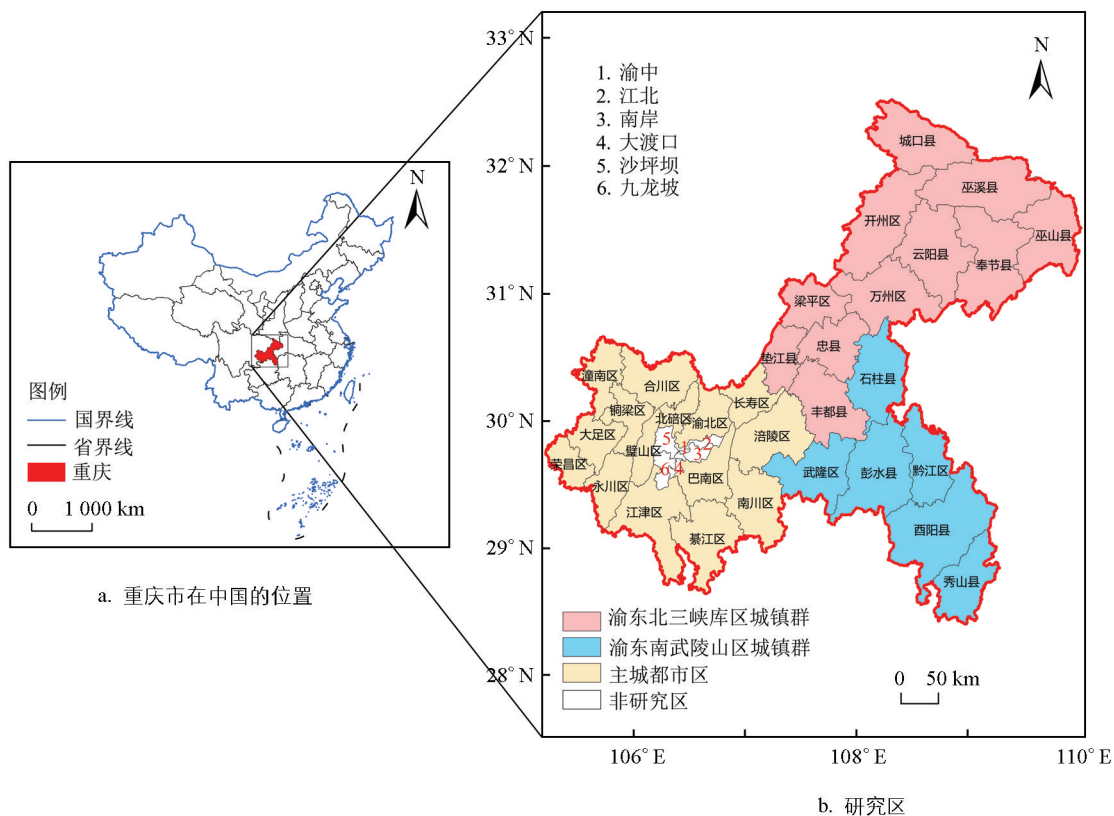 N
图例
国界线
省界线
重庆
0 1 000 km
a. 重庆市在中国的位置
33°N
32°N
31°N
30°N
29°N
28°N
1. 渝中
2. 江北
3. 南岸
4. 大渡口
5. 沙坪坝
6. 九龙坡
N
城口县
巫溪县
开州区
巫山县
云阳县
奉节县
梁平区
万州区
忠县
垫江县
石柱县
丰都县
潼南区
合川区
长寿区
铜梁区
北碚区
渝北区
大足区
5
2
涪陵区
璧山区
1
3
荣昌区
6
4
巴南区
武隆区
彭水县
黔江区
永川区
南川区
江津区
綦江区
酉阳县
秀山县
渝东北三峡库区城镇群
渝东南武陵山区城镇群
主城都市区
非研究区
0 50 km
106°E
108°E
110°E
b. 研究区